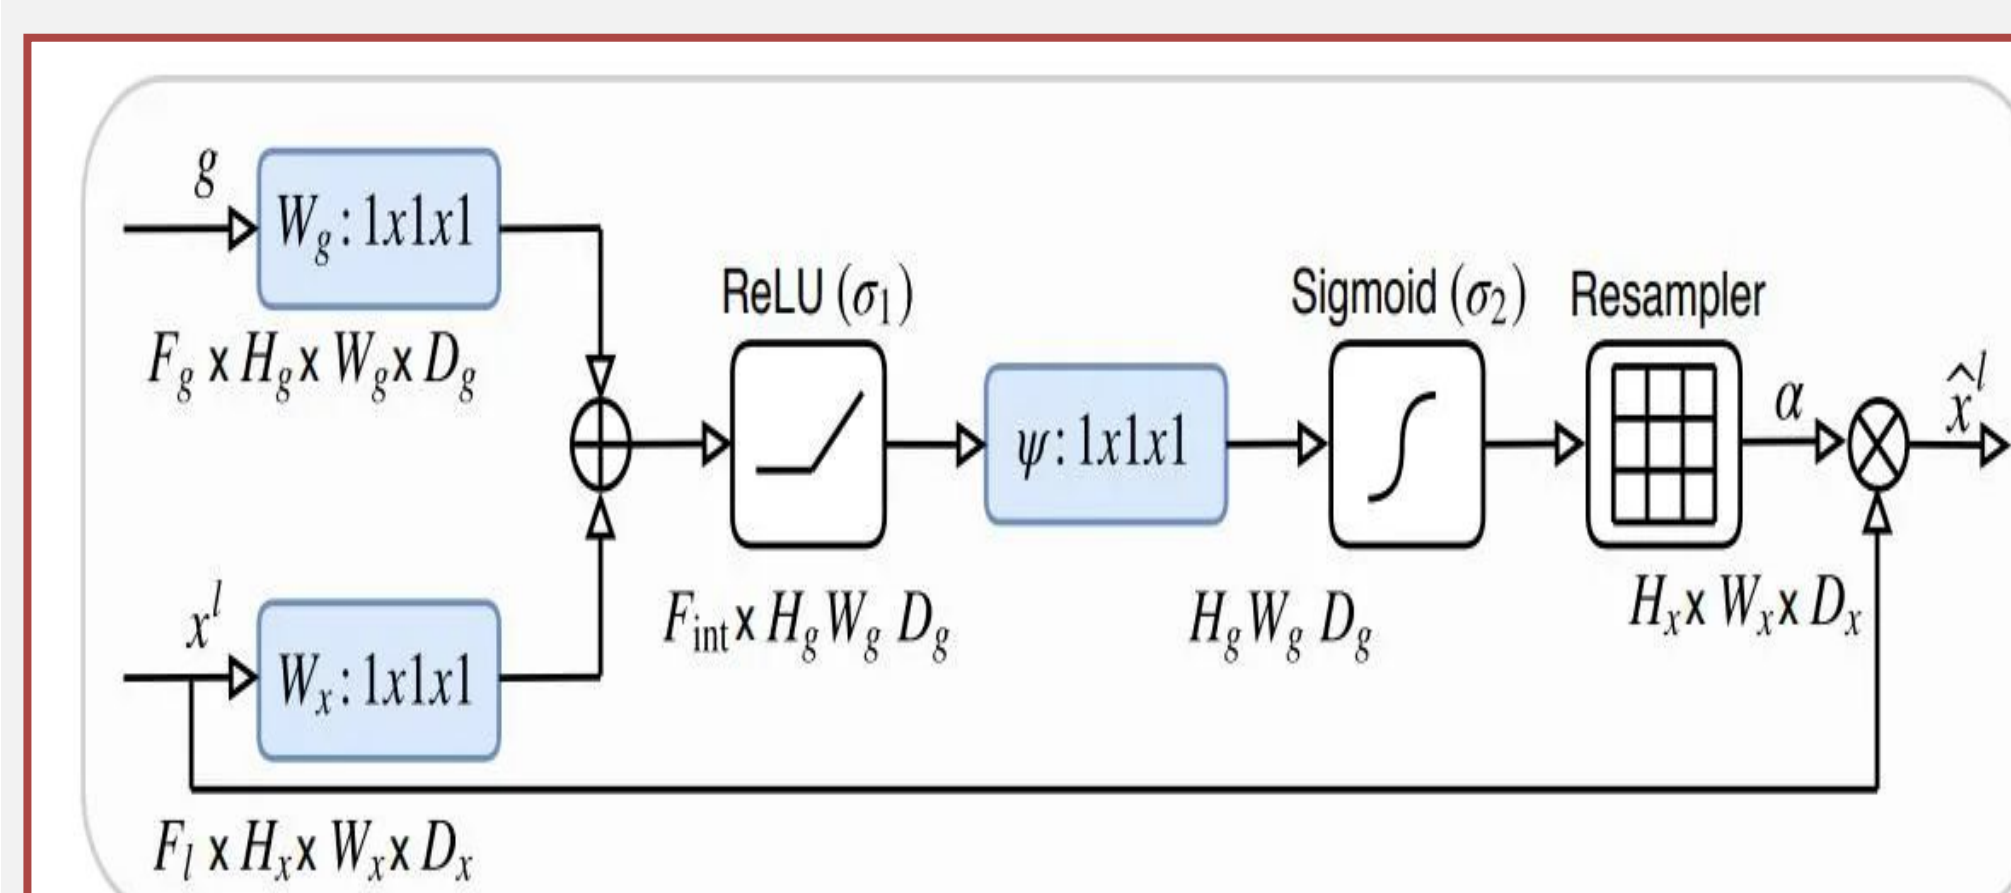 g
W_g : 1x1x1
F_g x H_g x W_g x D_g
x^l
W_x : 1x1x1
F_l x H_x x W_x x D_x
ReLU (σ_1)
F_int x H_g W_g D_g
ψ : 1x1x1
Sigmoid (σ_2)
H_g W_g D_g
Resampler
H_x x W_x x D_x
α
x̂^l